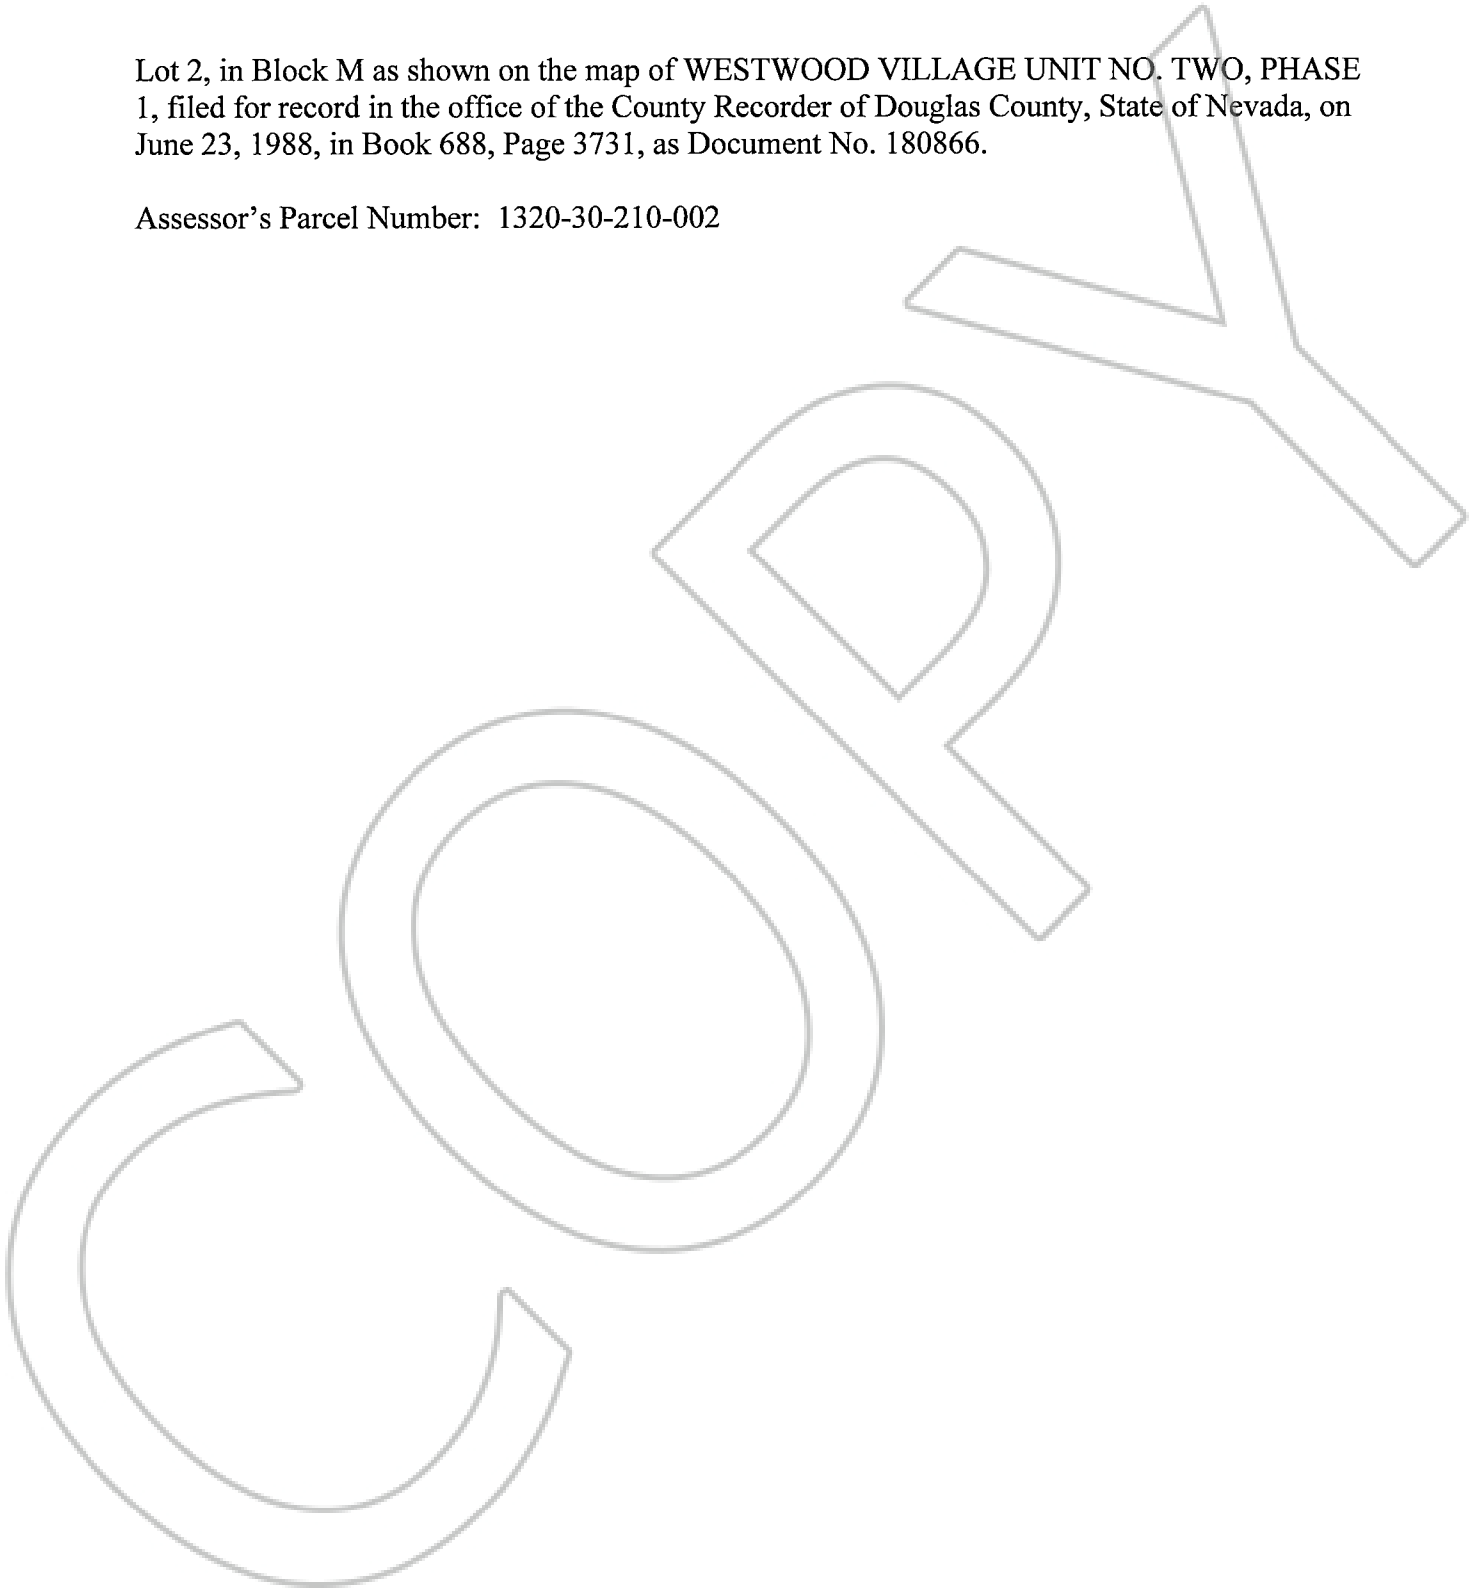 Lot 2, in Block M as shown on the map of WESTWOOD VILLAGE UNIT NO. TWO, PHASE
1, filed for record in the office of the County Recorder of Douglas County, State of Nevada, on
June 23, 1988, in Book 688, Page 3731, as Document No. 180866.
Assessor's Parcel Number:  1320-30-210-002
COPY